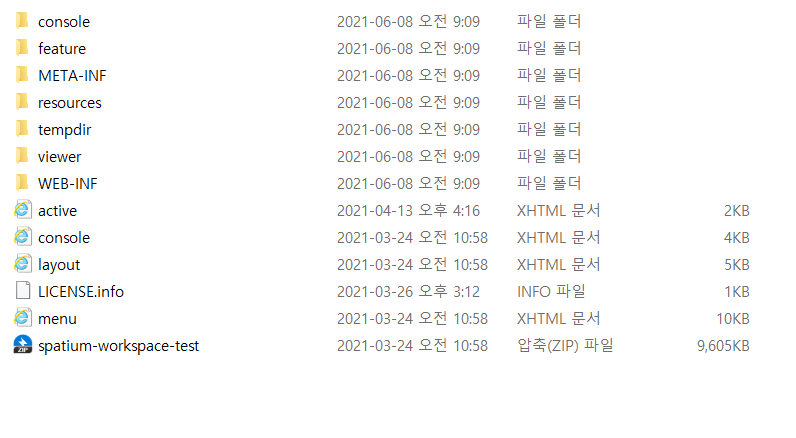 console 2021-06-08 오전 9:09 파일 폴더
feature 2021-06-08 오전 9:09 파일 폴더
META-INF 2021-06-08 오전 9:09 파일 폴더
resources 2021-06-08 오전 9:09 파일 폴더
tempdir 2021-06-08 오전 9:09 파일 폴더
viewer 2021-06-08 오전 9:09 파일 폴더
WEB-INF 2021-06-08 오전 9:09 파일 폴더
active 2021-04-13 오후 4:16 XHTML 문서 2KB
console 2021-03-24 오전 10:58 XHTML 문서 4KB
layout 2021-03-24 오전 10:58 XHTML 문서 5KB
LICENSE.info 2021-03-26 오후 3:12 INFO 파일 1KB
menu 2021-03-24 오전 10:58 XHTML 문서 10KB
ZIP spatium-workspace-test 2021-03-24 오전 10:58 압축(ZIP) 파일 9,605KB